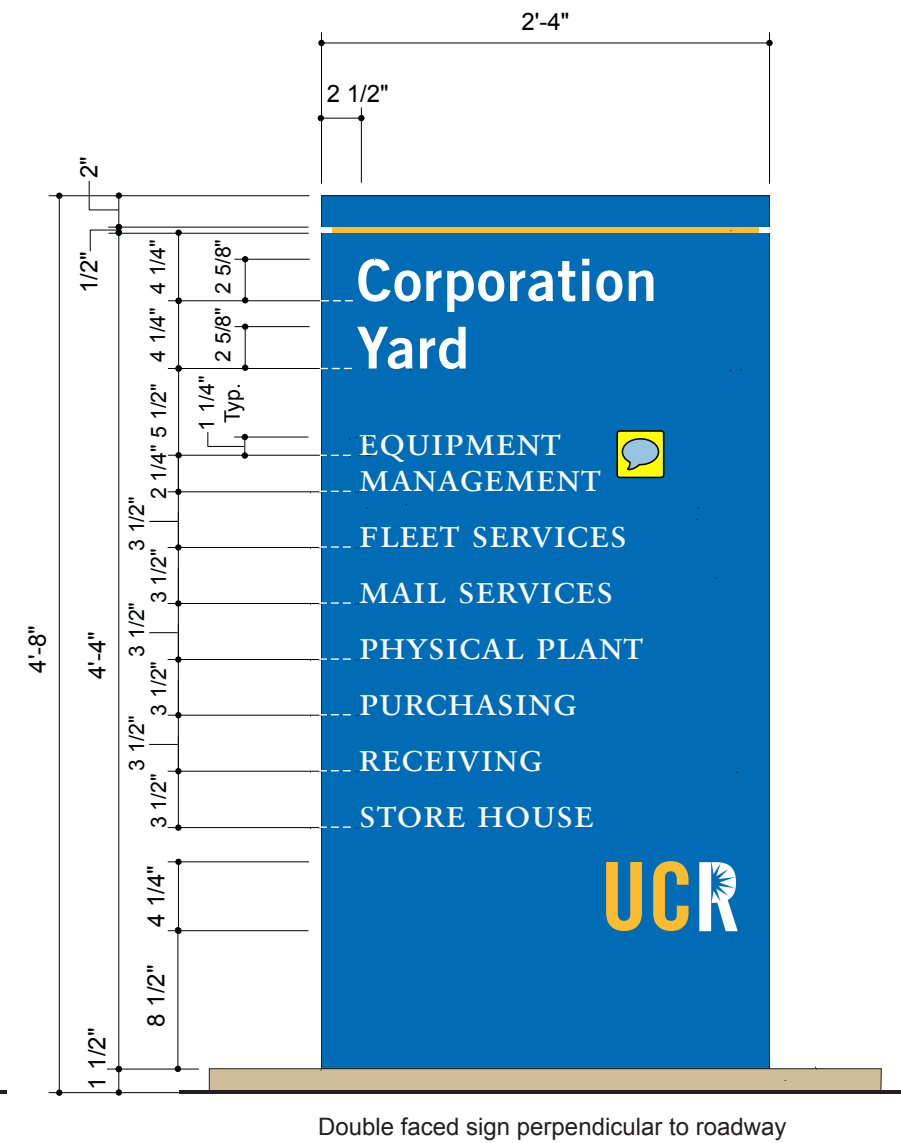 2'-4"
2 1/2"
2"
1/2"
4 1/4"
2 5/8"
Corporation
4 1/4"
2 5/8"
Yard
5 1/2"
1 1/4"
Typ.
EQUIPMENT
2 1/4"
MANAGEMENT
3 1/2"
FLEET SERVICES
3 1/2"
MAIL SERVICES
3 1/2"
4'-8"
4'-4"
PHYSICAL PLANT
3 1/2"
PURCHASING
3 1/2"
RECEIVING
3 1/2"
STORE HOUSE
4 1/4"
UCR
8 1/2"
1 1/2"
Double faced sign perpendicular to roadway